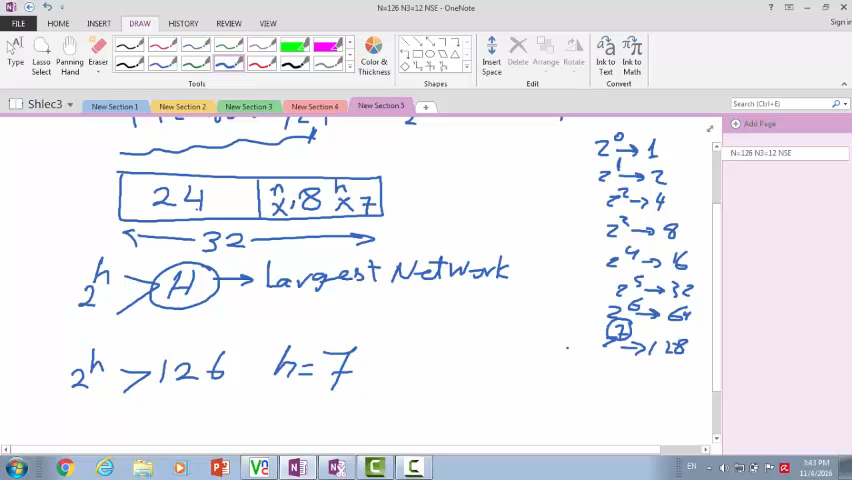 N=126 N3=12 NSE - OneNote
FILE HOME INSERT DRAW HISTORY REVIEW VIEW
Sign in
Type Lasso Select Panning Hand Eraser Color & Thickness Insert Space Delete Arrange Rotate Ink to Text Ink to Math
Tools Shapes Edit Convert
Shlec3 New Section 1 New Section 2 New Section 3 New Section 4 New Section 5 Search (Ctrl+E)
Add Page
N=126 N3=12 NSE
24 n x, 8 h x 7
32
2^h > H → Largest Network
2^h > 126 h = 7
2^0 → 1
2^1 → 2
2^2 → 4
2^3 → 8
2^4 → 16
2^5 → 32
2^6 → 64
7 → 128
EN 3:43 PM
11/4/2016